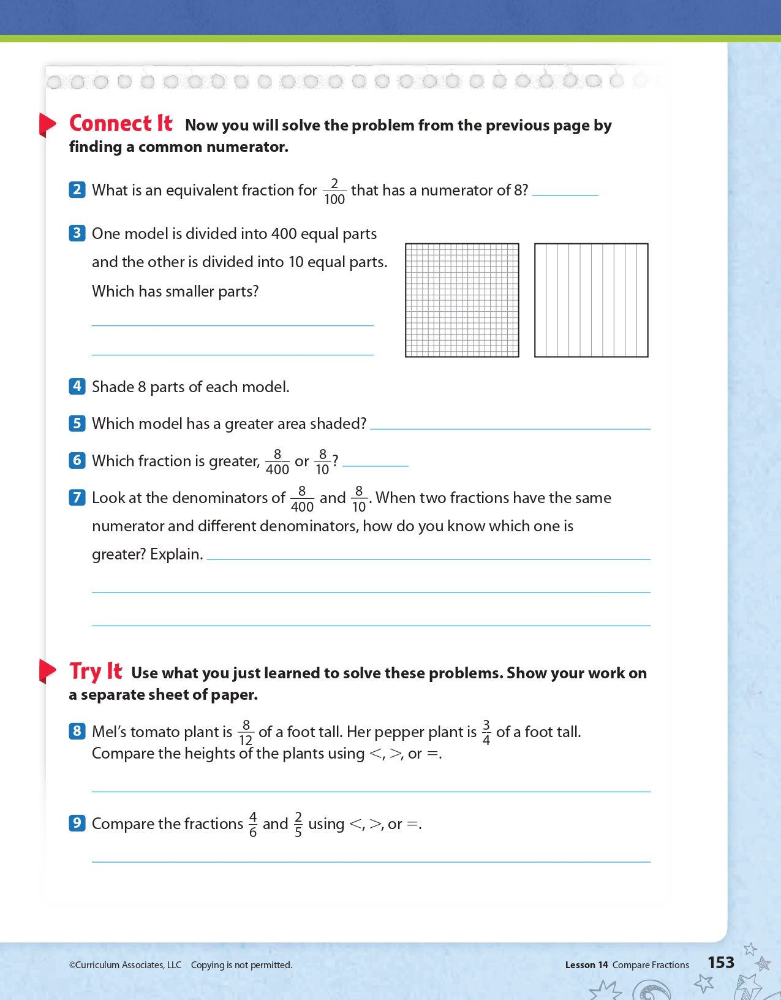 Connect It Now you will solve the problem from the previous page by
finding a common numerator.
2 What is an equivalent fraction for 2/100 that has a numerator of 8?
3 One model is divided into 400 equal parts
and the other is divided into 10 equal parts.
Which has smaller parts?
4 Shade 8 parts of each model.
5 Which model has a greater area shaded?
6 Which fraction is greater, 8/400 or 8/10?
7 Look at the denominators of 8/400 and 8/10. When two fractions have the same
numerator and different denominators, how do you know which one is
greater? Explain.
Try It Use what you just learned to solve these problems. Show your work on
a separate sheet of paper.
8 Mel’s tomato plant is 8/12 of a foot tall. Her pepper plant is 3/4 of a foot tall.
Compare the heights of the plants using <, >, or =.
9 Compare the fractions 4/6 and 2/5 using <, >, or =.
©Curriculum Associates, LLC Copying is not permitted.
Lesson 14 Compare Fractions 153